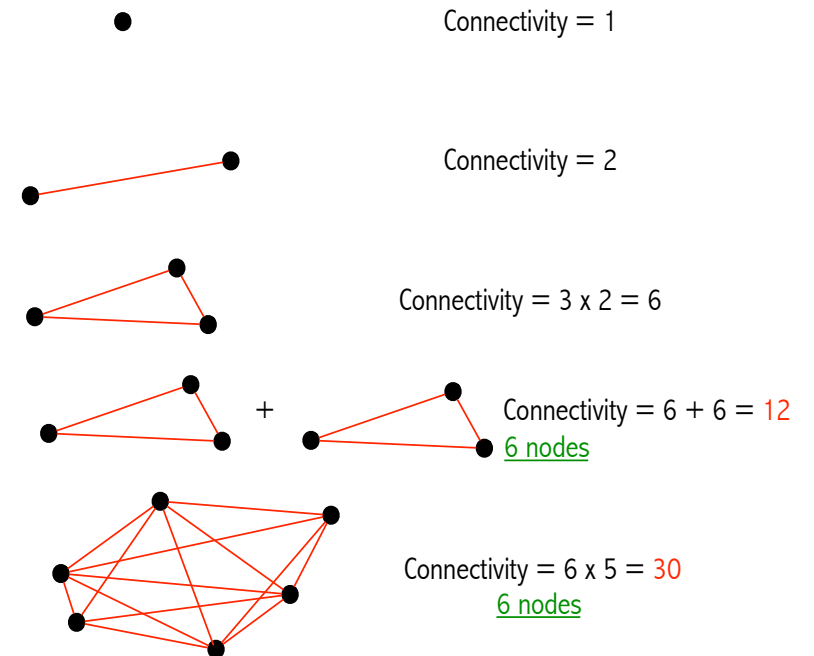 Connectivity = 1
Connectivity = 2
Connectivity = 3 x 2 = 6
+
Connectivity = 6 + 6 = 12
6 nodes
Connectivity = 6 x 5 = 30
6 nodes